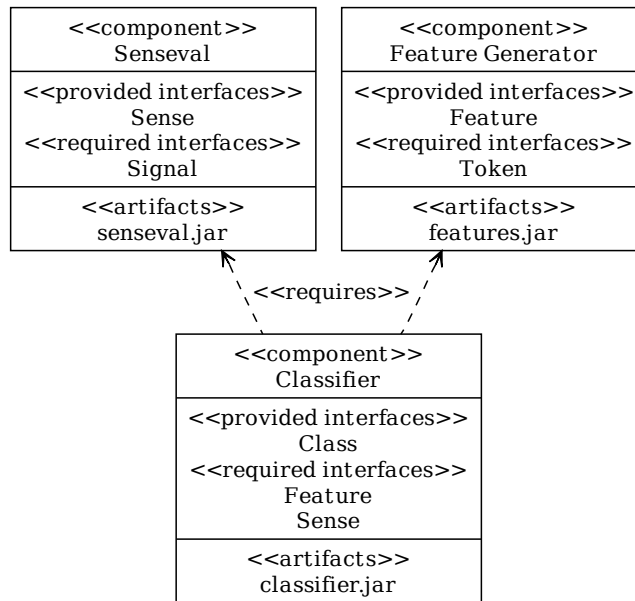 <<component>>
Senseval
<<provided interfaces>>
Sense
<<required interfaces>>
Signal
<<artifacts>>
senseval.jar
<<component>>
Feature Generator
<<provided interfaces>>
Feature
<<required interfaces>>
Token
<<artifacts>>
features.jar
<<requires>>
<<component>>
Classifier
<<provided interfaces>>
Class
<<required interfaces>>
Feature
Sense
<<artifacts>>
classifier.jar